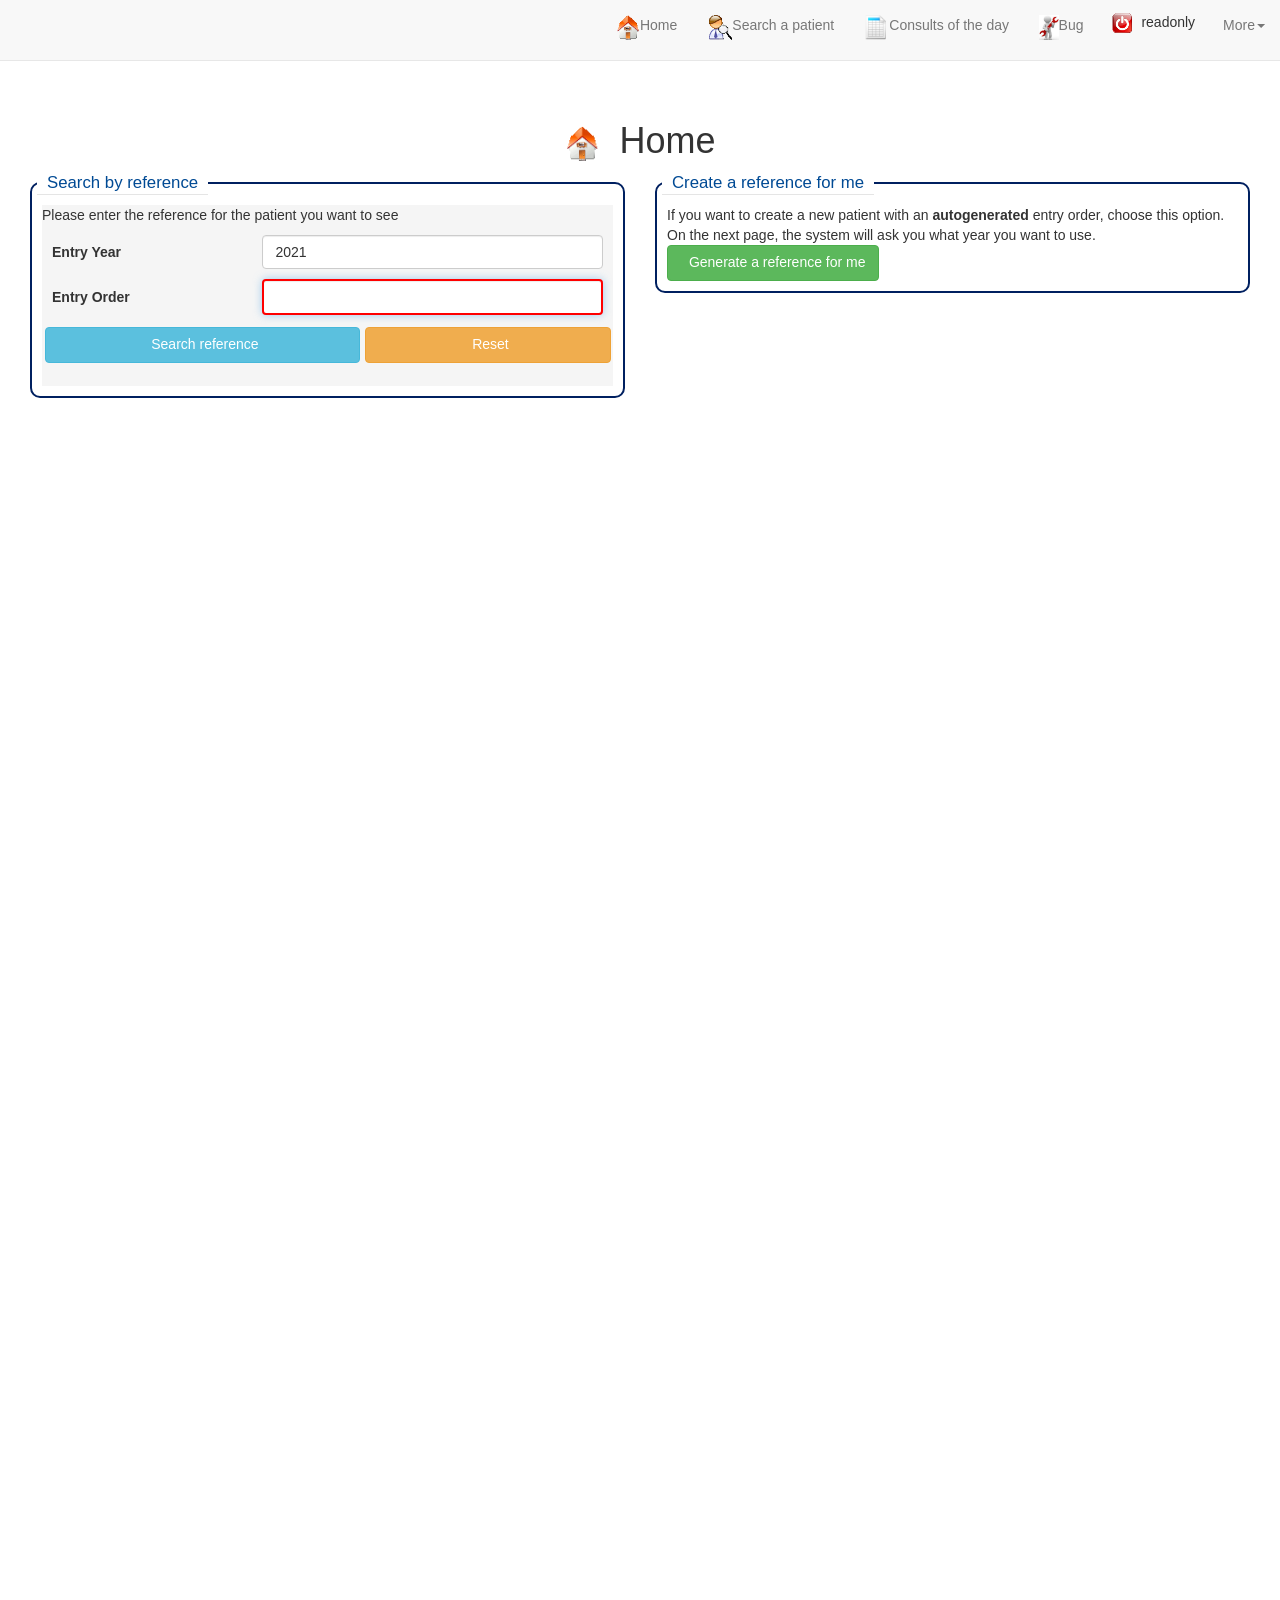 Home Search a patient Consults of the day Bug readonly More
Home
Search by reference
Please enter the reference for the patient you want to see
Entry Year 2021
Entry Order
Search reference Reset
Create a reference for me
If you want to create a new patient with an autogenerated entry order, choose this option.
On the next page, the system will ask you what year you want to use.
Generate a reference for me